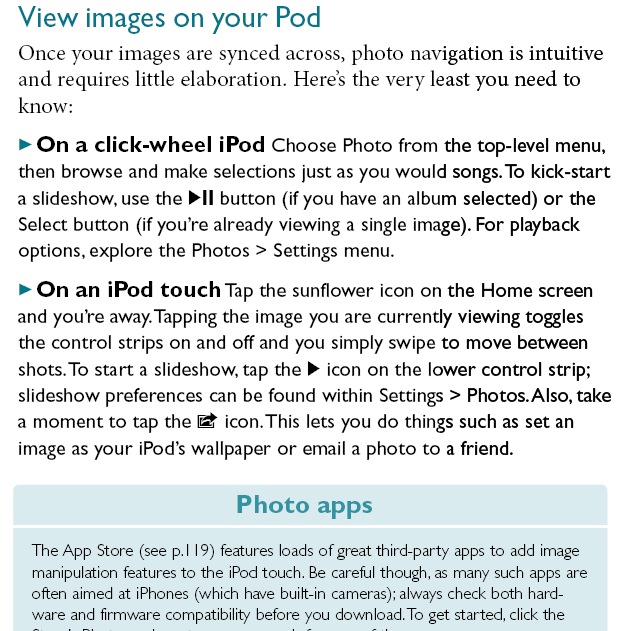 View images on your Pod
Once your images are synced across, photo navigation is intuitive
and requires little elaboration. Here's the very least you need to
know:
► On a click-wheel iPod Choose Photo from the top-level menu,
then browse and make selections just as you would songs. To kick-start
a slideshow, use the ►II button (if you have an album selected) or the
Select button (if you're already viewing a single image). For playback
options, explore the Photos > Settings menu.
► On an iPod touch Tap the sunflower icon on the Home screen
and you're away. Tapping the image you are currently viewing toggles
the control strips on and off and you simply swipe to move between
shots. To start a slideshow, tap the ► icon on the lower control strip;
slideshow preferences can be found within Settings > Photos. Also, take
a moment to tap the icon. This lets you do things such as set an
image as your iPod's wallpaper or email a photo to a friend.
Photo apps
The App Store (see p.119) features loads of great third-party apps to add image
manipulation features to the iPod touch. Be careful though, as many such apps are
often aimed at iPhones (which have built-in cameras); always check both hard-
ware and firmware compatibility before you download. To get started, click the